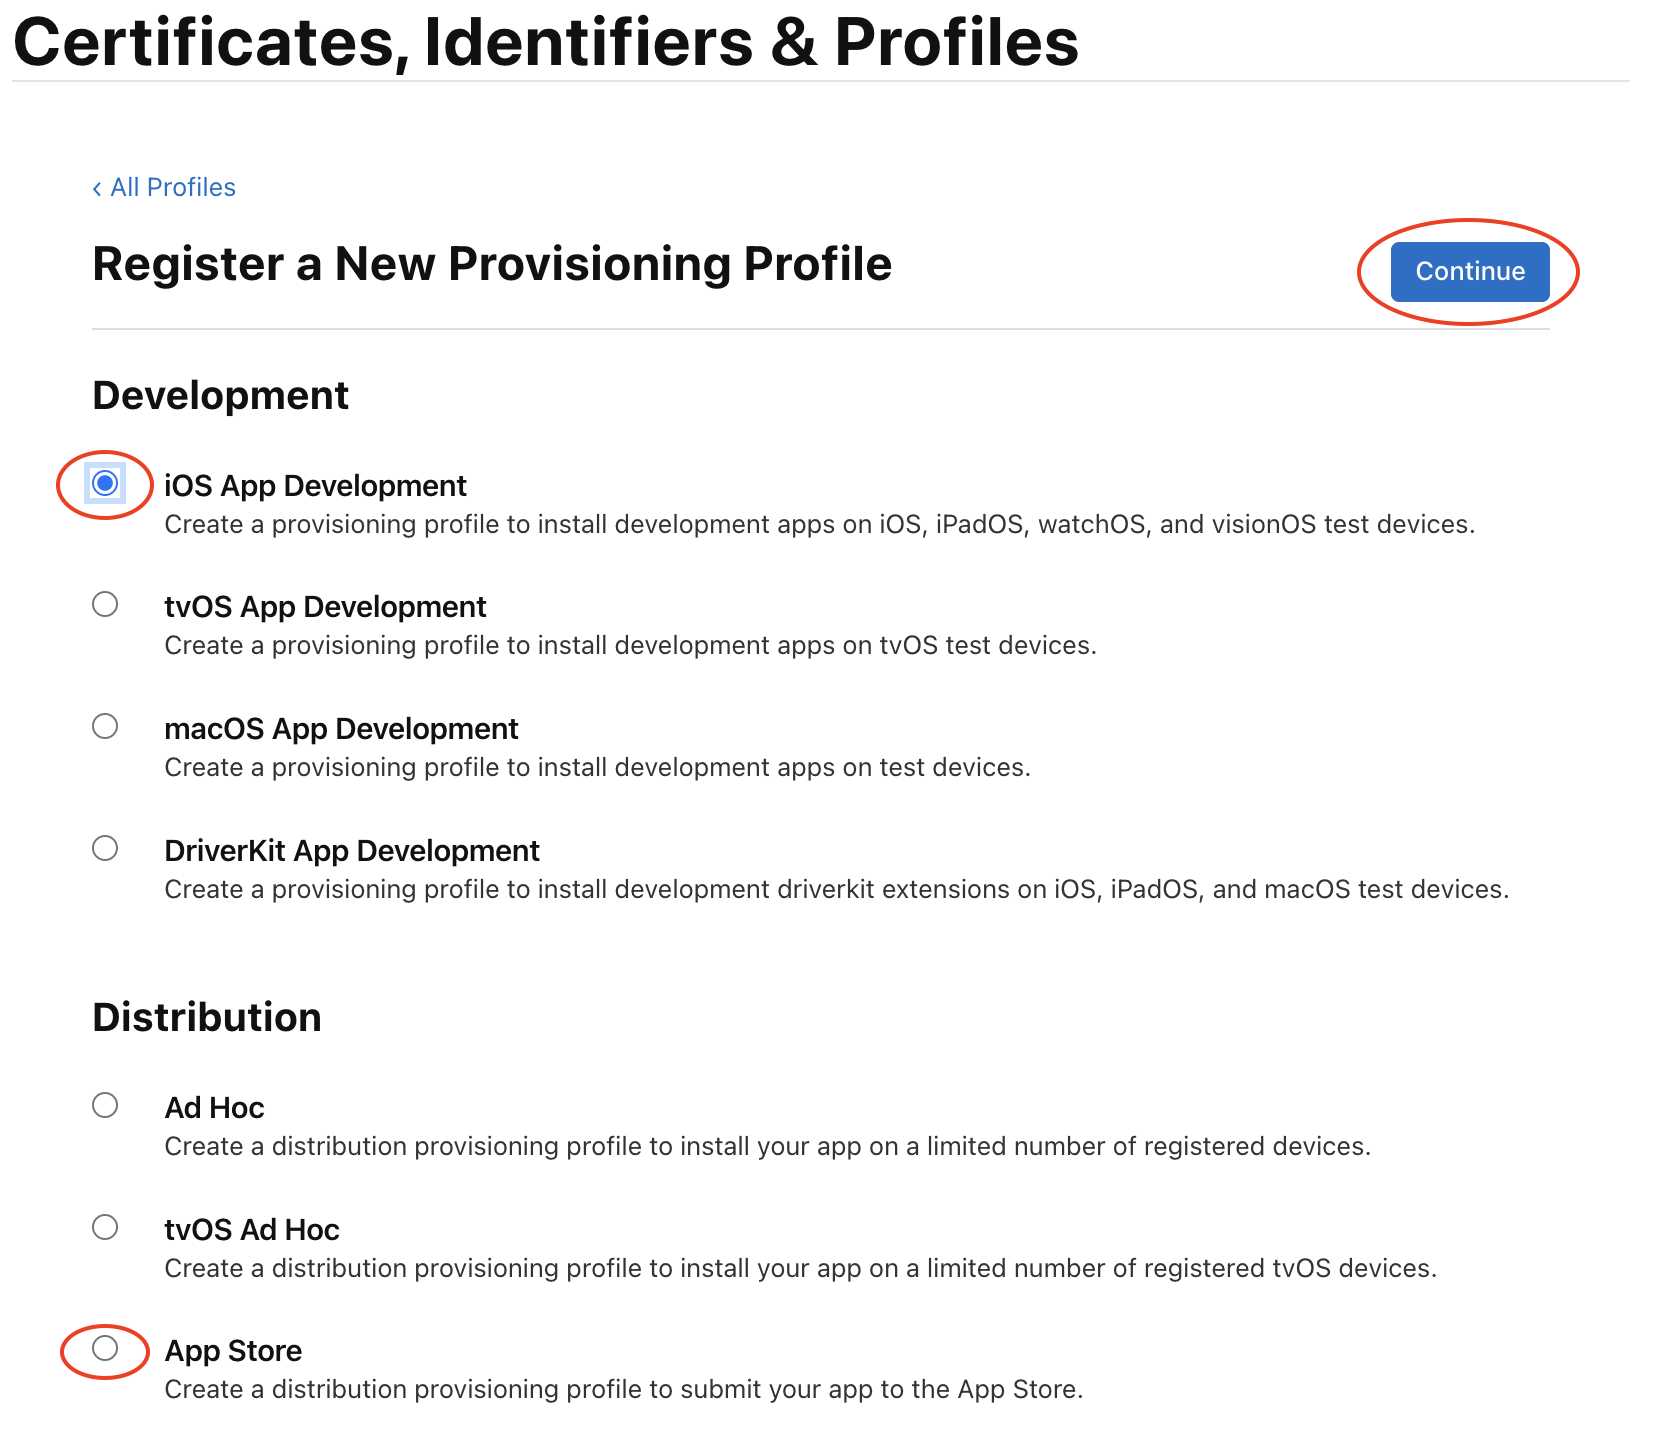 Certificates, Identifiers & Profiles
‹ All Profiles
Register a New Provisioning Profile
Continue
Development
iOS App Development
Create a provisioning profile to install development apps on iOS, iPadOS, watchOS, and visionOS test devices.
tvOS App Development
Create a provisioning profile to install development apps on tvOS test devices.
macOS App Development
Create a provisioning profile to install development apps on test devices.
DriverKit App Development
Create a provisioning profile to install development driverkit extensions on iOS, iPadOS, and macOS test devices.
Distribution
Ad Hoc
Create a distribution provisioning profile to install your app on a limited number of registered devices.
tvOS Ad Hoc
Create a distribution provisioning profile to install your app on a limited number of registered tvOS devices.
App Store
Create a distribution provisioning profile to submit your app to the App Store.